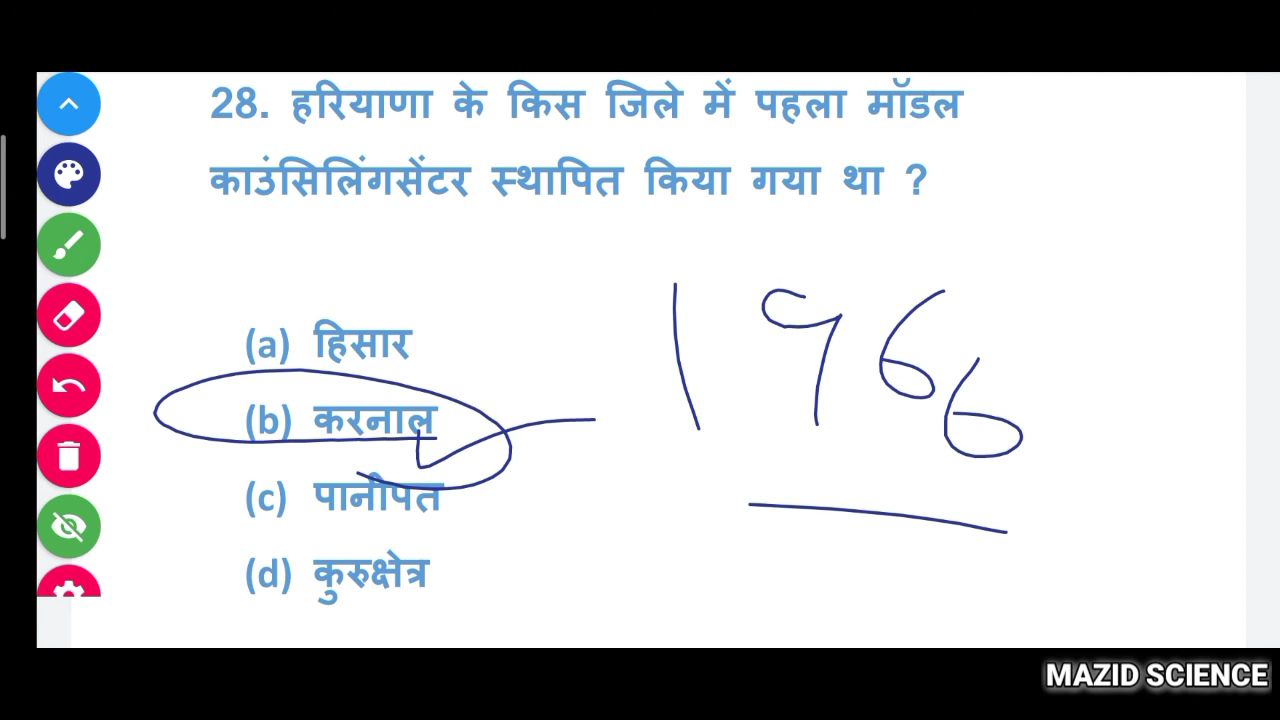 28. हरियाणा के किस जिले में पहला मॉडल
काउंसिलिंगसेंटर स्थापित किया गया था ?
(a) हिसार
1966
(b) करनाल
(c) पानीपत
(d) कुरुक्षेत्र
MAZID SCIENCE